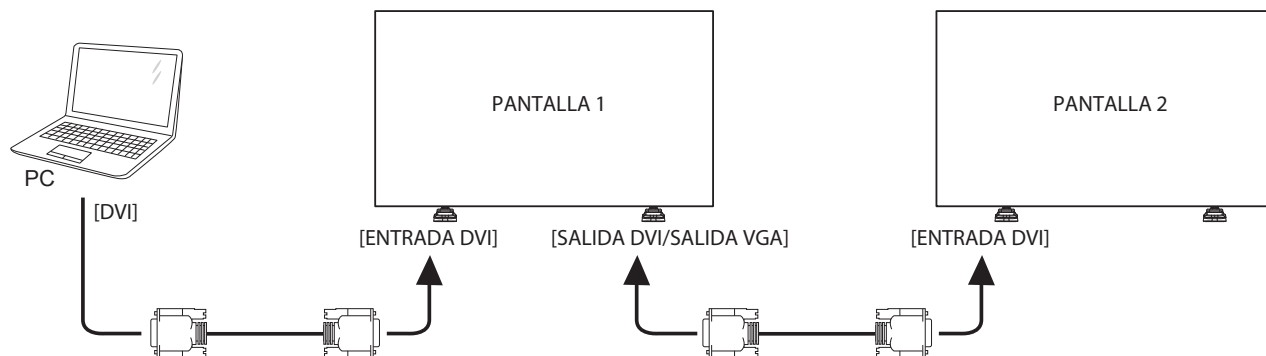 PANTALLA 1
PANTALLA 2
PC
[DVI]
[ENTRADA DVI]
[SALIDA DVI/SALIDA VGA]
[ENTRADA DVI]